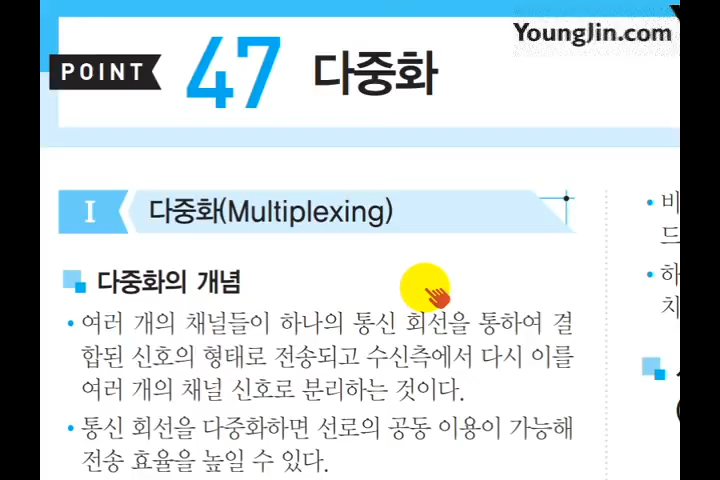 YoungJin.com
POINT 47 다중화
I 다중화(Multiplexing)
다중화의 개념
• 여러 개의 채널들이 하나의 통신 회선을 통하여 결
합된 신호의 형태로 전송되고 수신측에서 다시 이를
여러 개의 채널 신호로 분리하는 것이다.
• 통신 회선을 다중화하면 선로의 공동 이용이 가능해
전송 효율을 높일 수 있다.
• 비
드
• 하
치